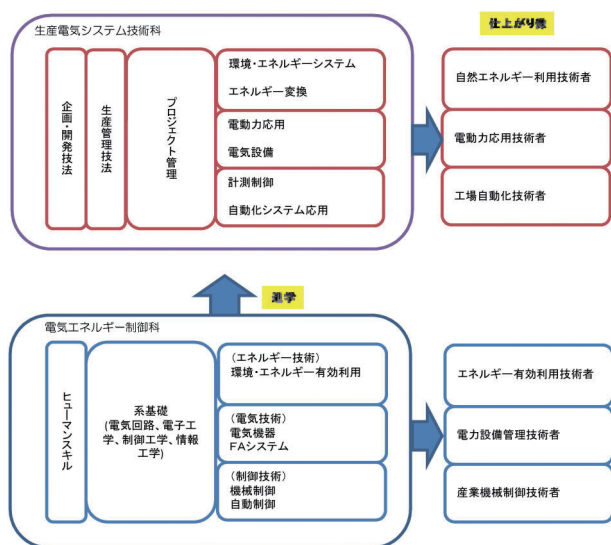 生産電気システム技術科
仕上がり像
企画・開発技法
生産管理技法
プロジェクト管理
環境・エネルギーシステム
エネルギー変換
電動力応用
電気設備
計測制御
自動化システム応用
自然エネルギー利用技術者
電動力応用技術者
工場自動化技術者
進学
電気エネルギー制御科
ヒューマンスキル
系基礎
(電気回路、電子工
学、制御工学、情報
工学)
(エネルギー技術)
環境・エネルギー有効利用
(電気技術)
電気機器
FAシステム
(制御技術)
機械制御
自動制御
エネルギー有効利用技術者
電力設備管理技術者
産業機械制御技術者